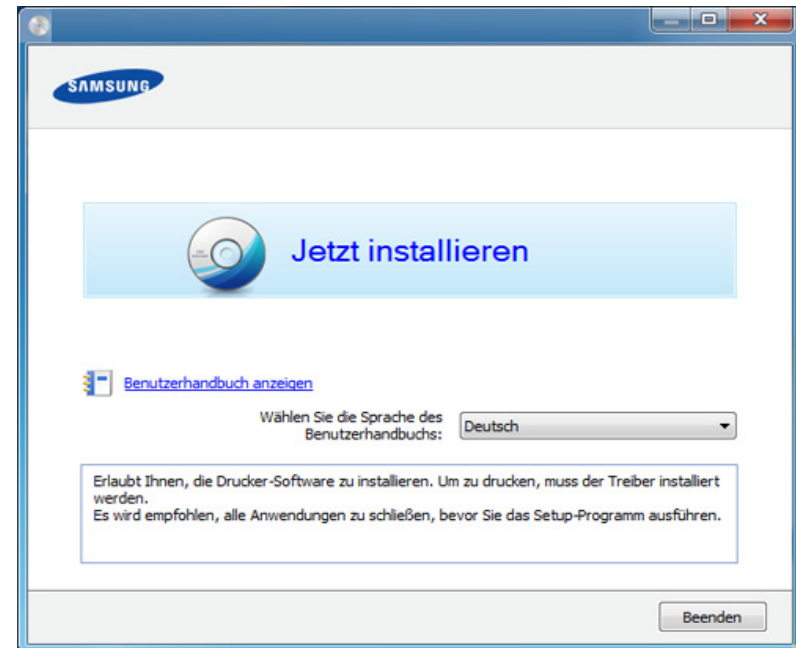 SAMSUNG
Jetzt installieren
Benutzerhandbuch anzeigen
Wählen Sie die Sprache des
Benutzerhandbuchs:
Deutsch
Erlaubt Ihnen, die Drucker-Software zu installieren. Um zu drucken, muss der Treiber installiert
werden.
Es wird empfohlen, alle Anwendungen zu schließen, bevor Sie das Setup-Programm ausführen.
Beenden